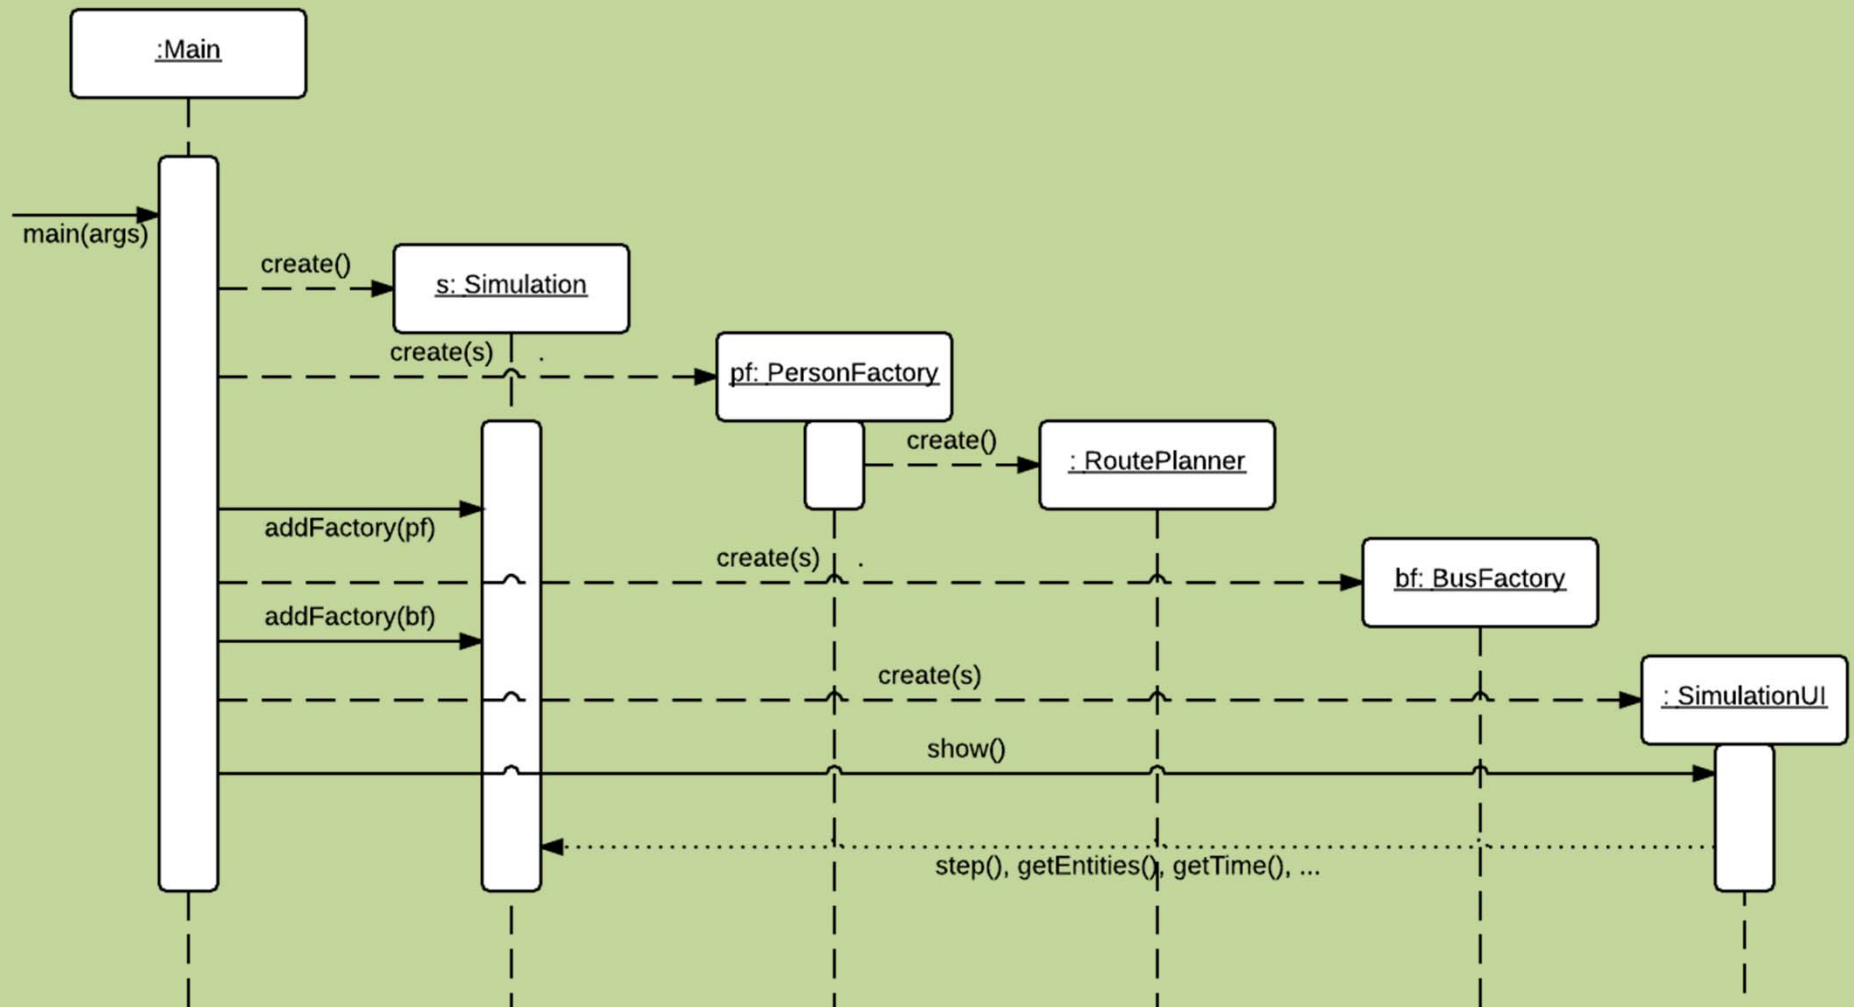 :Main
main(args)
create()
s: Simulation
create(s) .
pf: PersonFactory
create()
: RoutePlanner
addFactory(pf)
create(s) .
bf: BusFactory
addFactory(bf)
create(s)
: SimulationUI
show()
step(), getEntities(), getTime(), ...